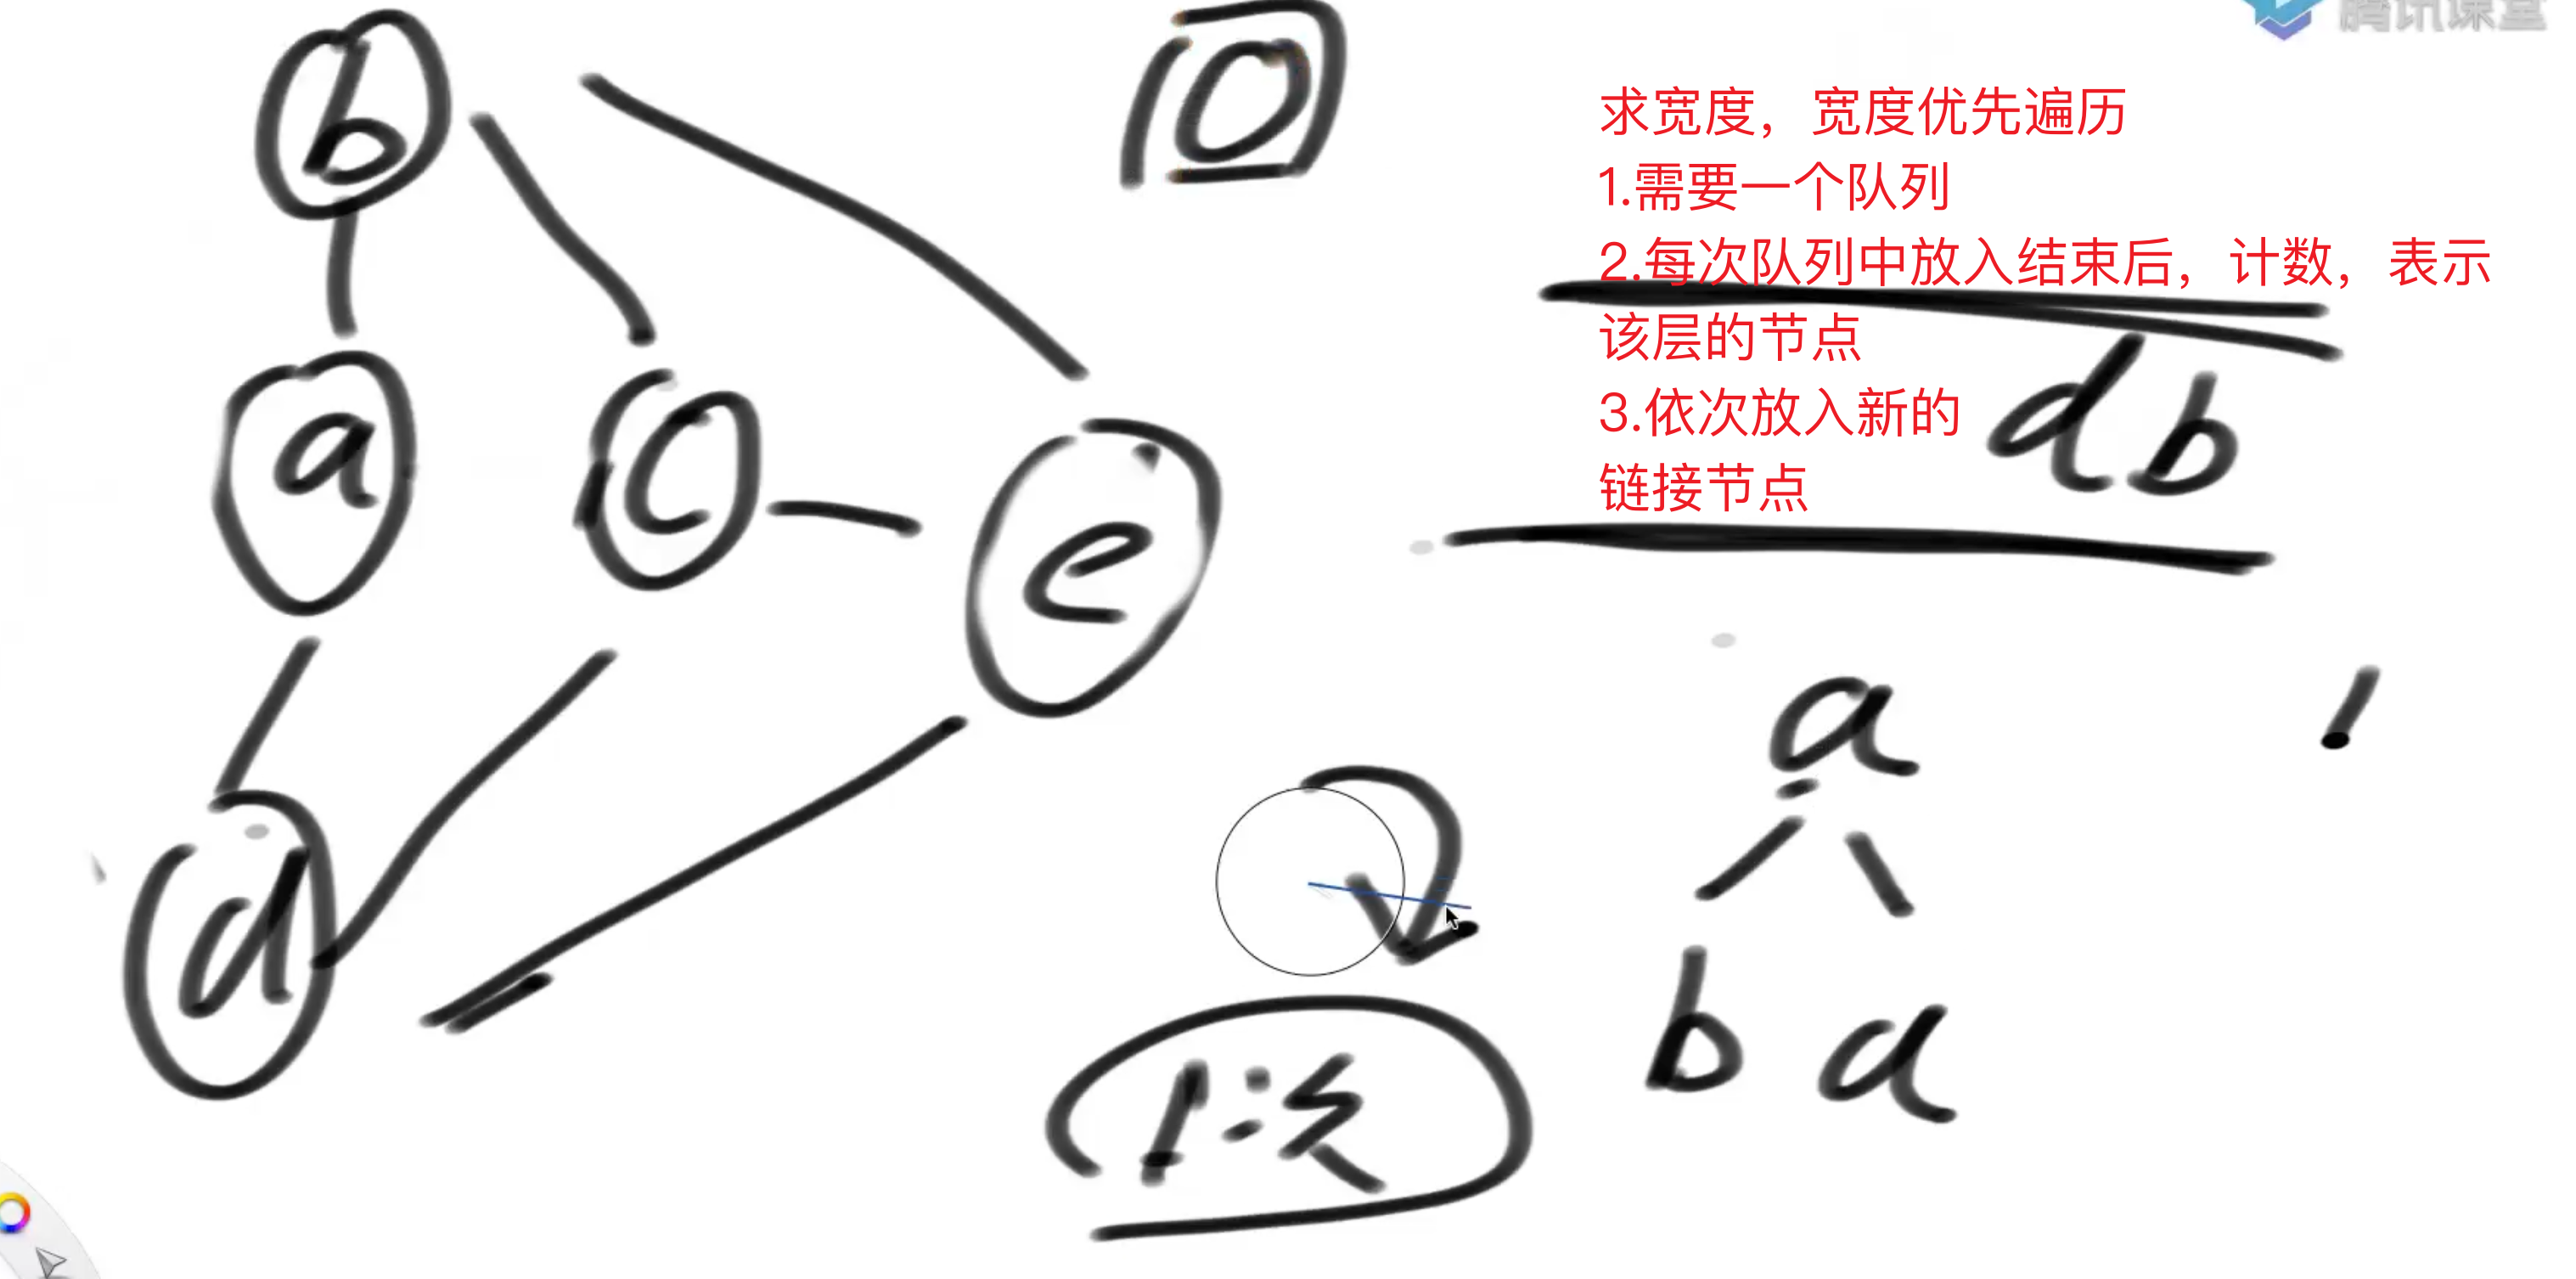 腾讯课堂
b
0
求宽度，宽度优先遍历
1.需要一个队列
2.每次队列中放入结束后，计数，表示
该层的节点
3.依次放入新的
链接节点
d b
a
c
e
a
1
d
b
d